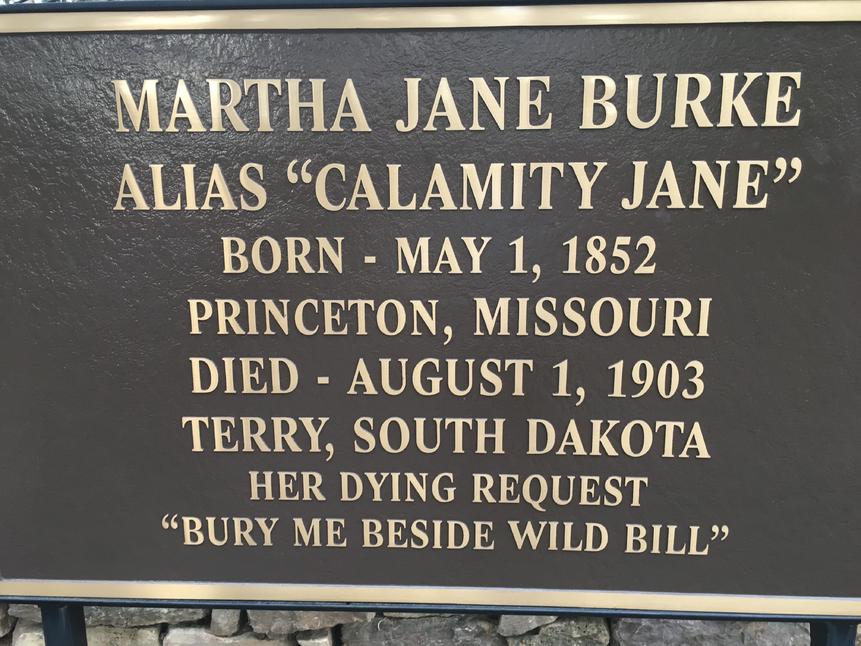 MARTHA JANE BURKE
ALIAS “CALAMITY JANE”
BORN - MAY 1, 1852
PRINCETON, MISSOURI
DIED - AUGUST 1, 1903
TERRY, SOUTH DAKOTA
HER DYING REQUEST
“BURY ME BESIDE WILD BILL”